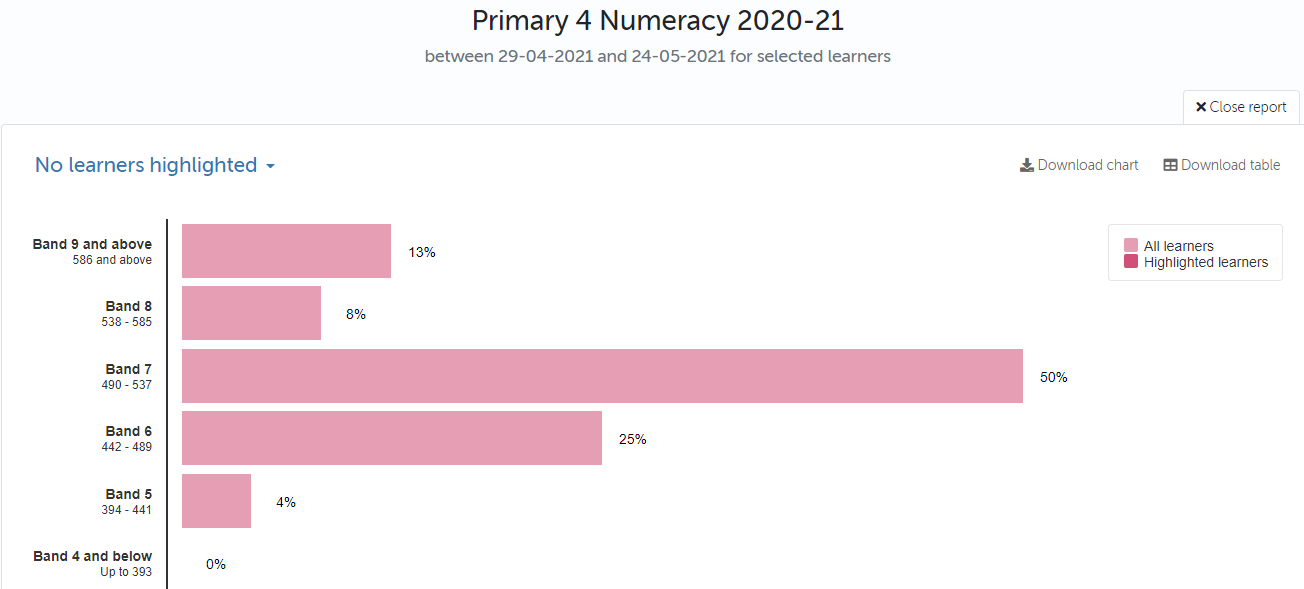 Primary 4 Numeracy 2020-21
between 29-04-2021 and 24-05-2021 for selected learners
Close report
No learners highlighted
Download chart
Download table
Band 9 and above
586 and above
13%
All learners
Highlighted learners
Band 8
538 - 585
8%
Band 7
490 - 537
50%
Band 6
442 - 489
25%
Band 5
394 - 441
4%
Band 4 and below
Up to 393
0%